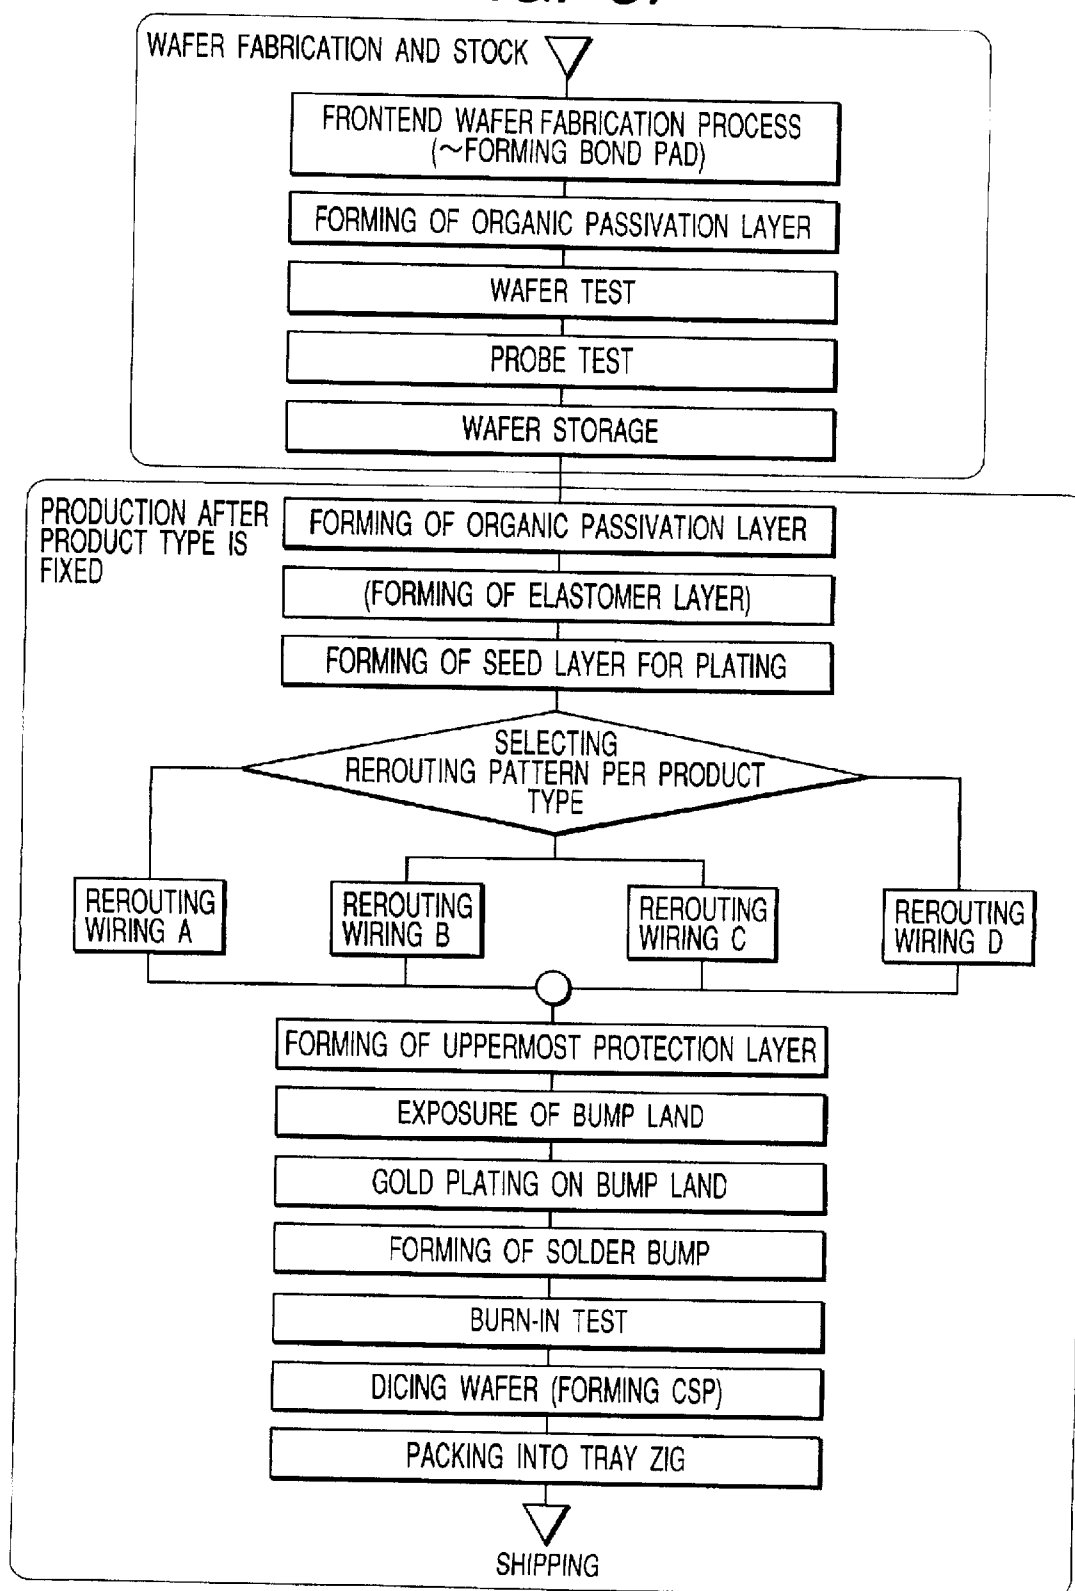 WAFER FABRICATION AND STOCK
FRONTEND WAFER FABRICATION PROCESS
(~FORMING BOND PAD)
FORMING OF ORGANIC PASSIVATION LAYER
WAFER TEST
PROBE TEST
WAFER STORAGE
PRODUCTION AFTER
PRODUCT TYPE IS
FIXED
FORMING OF ORGANIC PASSIVATION LAYER
(FORMING OF ELASTOMER LAYER)
FORMING OF SEED LAYER FOR PLATING
SELECTING
REROUTING PATTERN PER PRODUCT
TYPE
REROUTING
WIRING A
REROUTING
WIRING B
REROUTING
WIRING C
REROUTING
WIRING D
FORMING OF UPPERMOST PROTECTION LAYER
EXPOSURE OF BUMP LAND
GOLD PLATING ON BUMP LAND
FORMING OF SOLDER BUMP
BURN-IN TEST
DICING WAFER (FORMING CSP)
PACKING INTO TRAY ZIG
SHIPPING